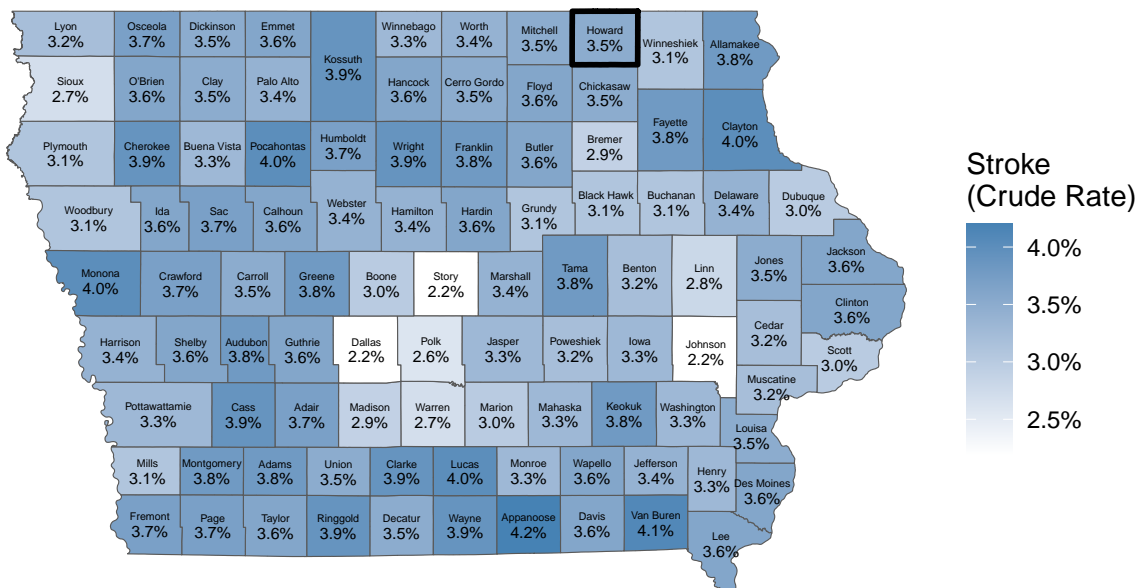 Lyon
3.2%
Osceola
3.7%
Dickinson
3.5%
Emmet
3.6%
Kossuth
3.9%
Winnebago
3.3%
Worth
3.4%
Mitchell
3.5%
Howard
3.5%
Winneshiek
3.1%
Allamakee
3.8%
Sioux
2.7%
O'Brien
3.6%
Clay
3.5%
Palo Alto
3.4%
Hancock
3.6%
Cerro Gordo
3.5%
Floyd
3.6%
Chickasaw
3.5%
Plymouth
3.1%
Cherokee
3.9%
Buena Vista
3.3%
Pocahontas
4.0%
Humboldt
3.7%
Wright
3.9%
Franklin
3.8%
Butler
3.6%
Bremer
2.9%
Fayette
3.8%
Clayton
4.0%
Woodbury
3.1%
Ida
3.6%
Sac
3.7%
Calhoun
3.6%
Webster
3.4%
Hamilton
3.4%
Hardin
3.6%
Grundy
3.1%
Black Hawk
3.1%
Buchanan
3.1%
Delaware
3.4%
Dubuque
3.0%
Monona
4.0%
Crawford
3.7%
Carroll
3.5%
Greene
3.8%
Boone
3.0%
Story
2.2%
Marshall
3.4%
Tama
3.8%
Benton
3.2%
Linn
2.8%
Jones
3.5%
Jackson
3.6%
Clinton
3.6%
Harrison
3.4%
Shelby
3.6%
Audubon
3.8%
Guthrie
3.6%
Dallas
2.2%
Polk
2.6%
Jasper
3.3%
Poweshiek
3.2%
Iowa
3.3%
Johnson
2.2%
Cedar
3.2%
Scott
3.0%
Muscatine
3.2%
Pottawattamie
3.3%
Cass
3.9%
Adair
3.7%
Madison
2.9%
Warren
2.7%
Marion
3.0%
Mahaska
3.3%
Keokuk
3.8%
Washington
3.3%
Louisa
3.5%
Mills
3.1%
Montgomery
3.8%
Adams
3.8%
Union
3.5%
Clarke
3.9%
Lucas
4.0%
Monroe
3.3%
Wapello
3.6%
Jefferson
3.4%
Henry
3.3%
Des Moines
3.6%
Fremont
3.7%
Page
3.7%
Taylor
3.6%
Ringgold
3.9%
Decatur
3.5%
Wayne
3.9%
Appanoose
4.2%
Davis
3.6%
Van Buren
4.1%
Lee
3.6%
Stroke
(Crude Rate)
4.0%
3.5%
3.0%
2.5%